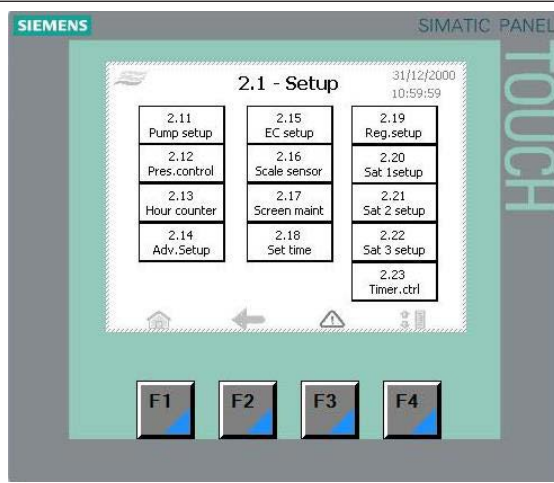 SIEMENS
SIMATIC PANEL
TOUCH
2.1 - Setup
31/12/2000
10:59:59
2.11
Pump setup
2.12
Pres.control
2.13
Hour counter
2.14
Adv.Setup
2.15
EC setup
2.16
Scale sensor
2.17
Screen maint
2.18
Set time
2.19
Reg.setup
2.20
Sat 1setup
2.21
Sat 2 setup
2.22
Sat 3 setup
2.23
Timer.ctrl
F1
F2
F3
F4